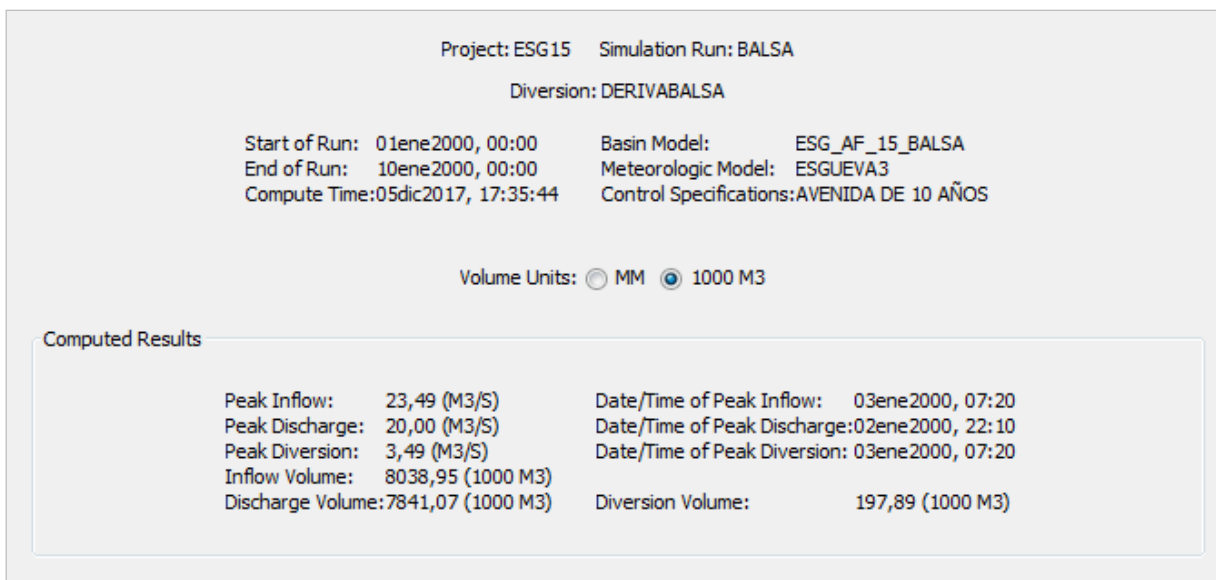 Project: ESG15 Simulation Run: BALSA
Diversion: DERIVABALSA
Start of Run: 01ene2000, 00:00 Basin Model: ESG_AF_15_BALSA
End of Run: 10ene2000, 00:00 Meteorologic Model: ESGUEVA3
Compute Time:05dic2017, 17:35:44 Control Specifications:AVENIDA DE 10 AÑOS
Volume Units: MM 1000 M3
Computed Results
Peak Inflow: 23,49 (M3/S) Date/Time of Peak Inflow: 03ene2000, 07:20
Peak Discharge: 20,00 (M3/S) Date/Time of Peak Discharge:02ene2000, 22:10
Peak Diversion: 3,49 (M3/S) Date/Time of Peak Diversion: 03ene2000, 07:20
Inflow Volume: 8038,95 (1000 M3)
Discharge Volume:7841,07 (1000 M3) Diversion Volume: 197,89 (1000 M3)